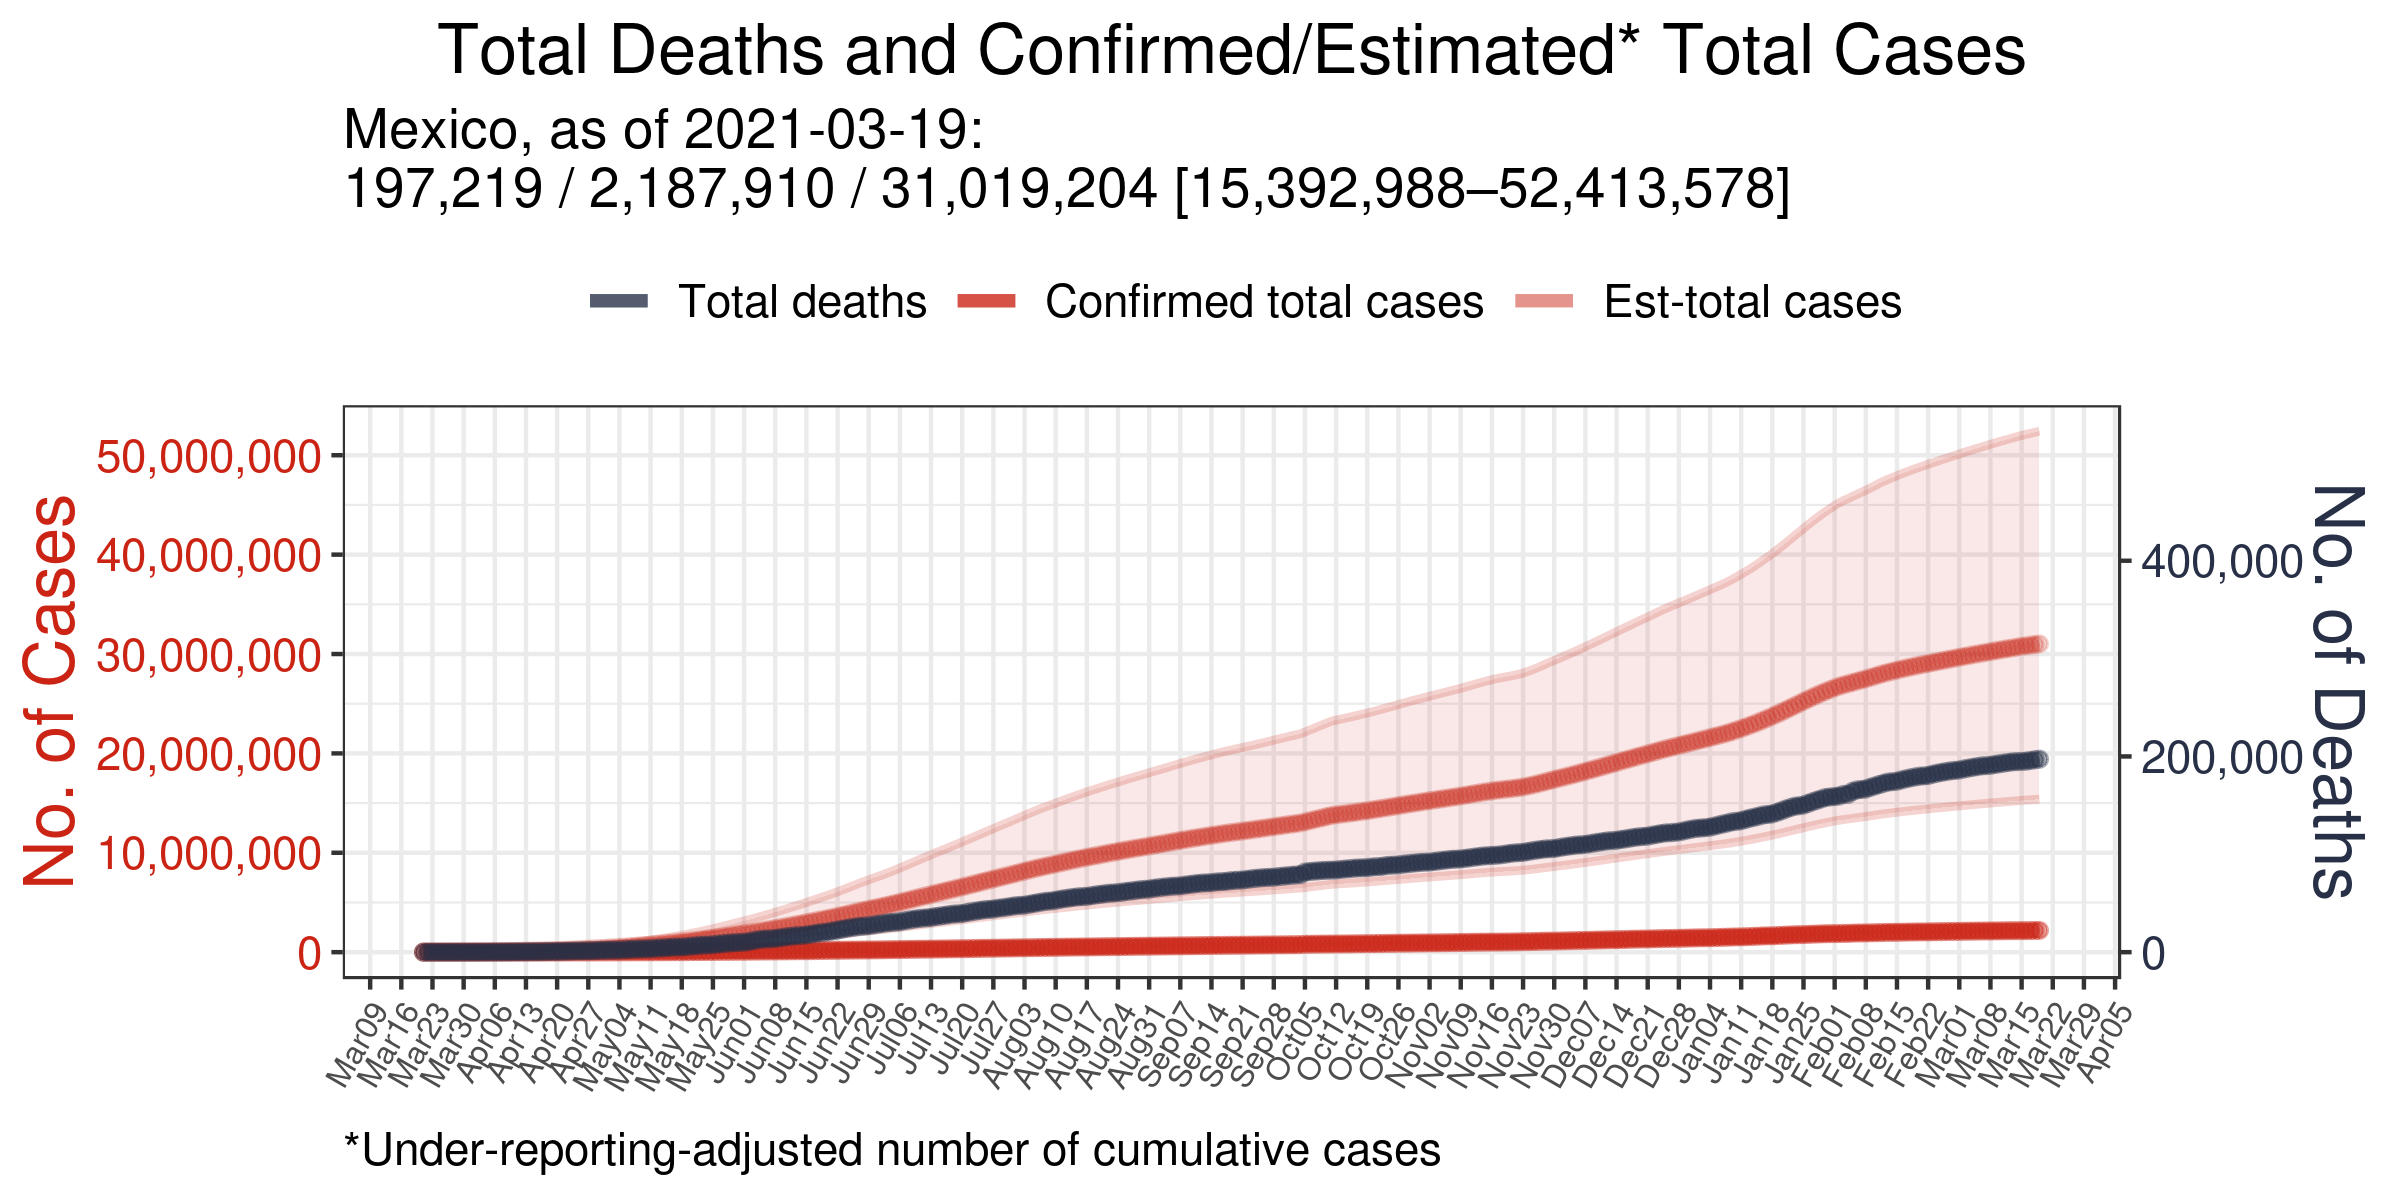 Total Deaths and Confirmed/Estimated* Total Cases
Mexico, as of 2021-03-19:
197,219 / 2,187,910 / 31,019,204 [15,392,988–52,413,578]
Total deaths
Confirmed total cases
Est-total cases
No. of Cases
50,000,000
40,000,000
30,000,000
20,000,000
10,000,000
0
No. of Deaths
400,000
200,000
0
Mar09
Mar16
Mar23
Mar30
Apr06
Apr13
Apr20
Apr27
May04
May11
May18
May25
Jun01
Jun08
Jun15
Jun22
Jun29
Jul06
Jul13
Jul20
Jul27
Aug03
Aug10
Aug17
Aug24
Aug31
Sep07
Sep14
Sep21
Sep28
Oct05
Oct12
Oct19
Oct26
Nov02
Nov09
Nov16
Nov23
Nov30
Dec07
Dec14
Dec21
Dec28
Jan04
Jan11
Jan18
Jan25
Feb01
Feb08
Feb15
Feb22
Mar01
Mar08
Mar15
Mar22
Mar29
Apr05
*Under-reporting-adjusted number of cumulative cases